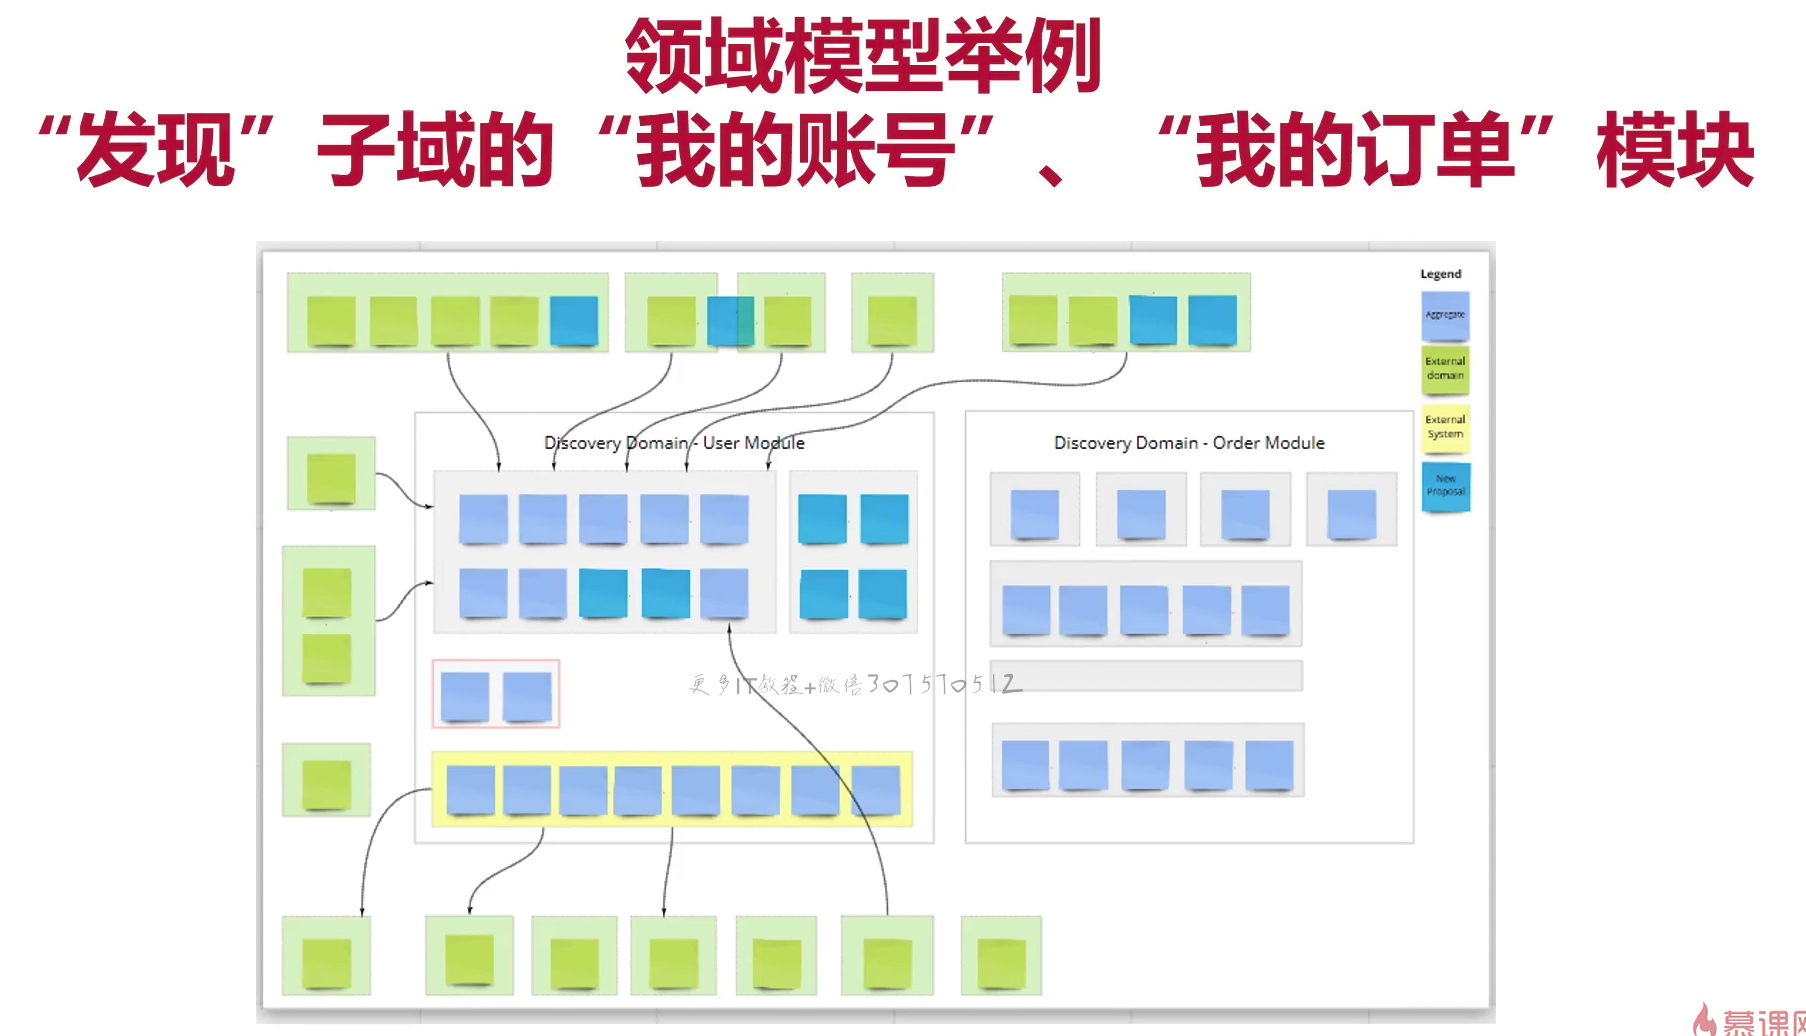 领域模型举例
“发现”子域的“我的账号”、“我的订单”模块
Legend
Aggregate
External
domain
External
System
New
Proposal
Discovery Domain - User Module
Discovery Domain - Order Module
更多IT教程+微信307570512
慕课网